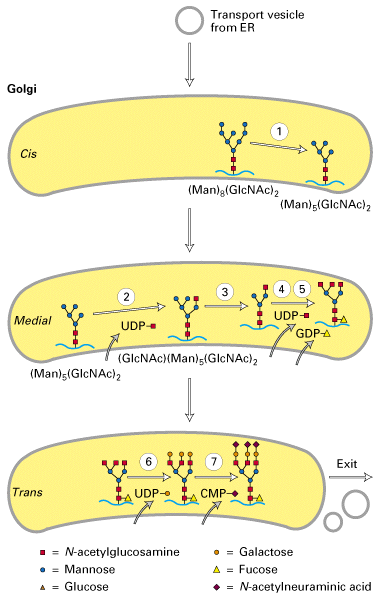 Transport vesicle
from ER
Golgi
1
Cis
(Man)8(GlcNAc)2
(Man)5(GlcNAc)2
2
3
4 5
Medial
UDP
UDP
GDP
(GlcNAc)(Man)5(GlcNAc)2
(Man)5(GlcNAc)2
6
7
Exit
Trans
UDP
CMP
= N-acetylglucosamine
= Galactose
= Mannose
= Fucose
= Glucose
= N-acetylneuraminic acid